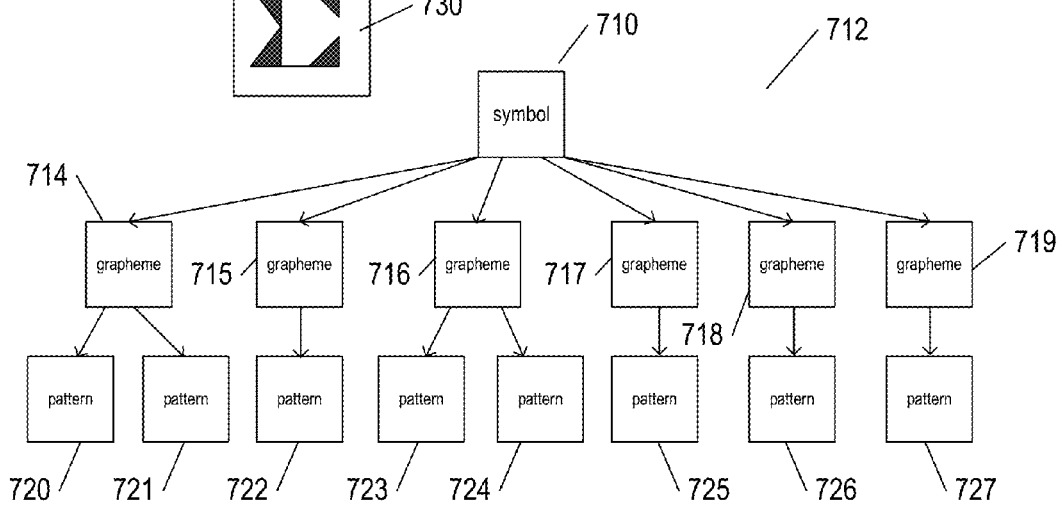 730
710
712
symbol
714
grapheme
715
grapheme
716
grapheme
717
grapheme
718
grapheme
grapheme
719
pattern
pattern
pattern
pattern
pattern
pattern
pattern
pattern
720
721
722
723
724
725
726
727